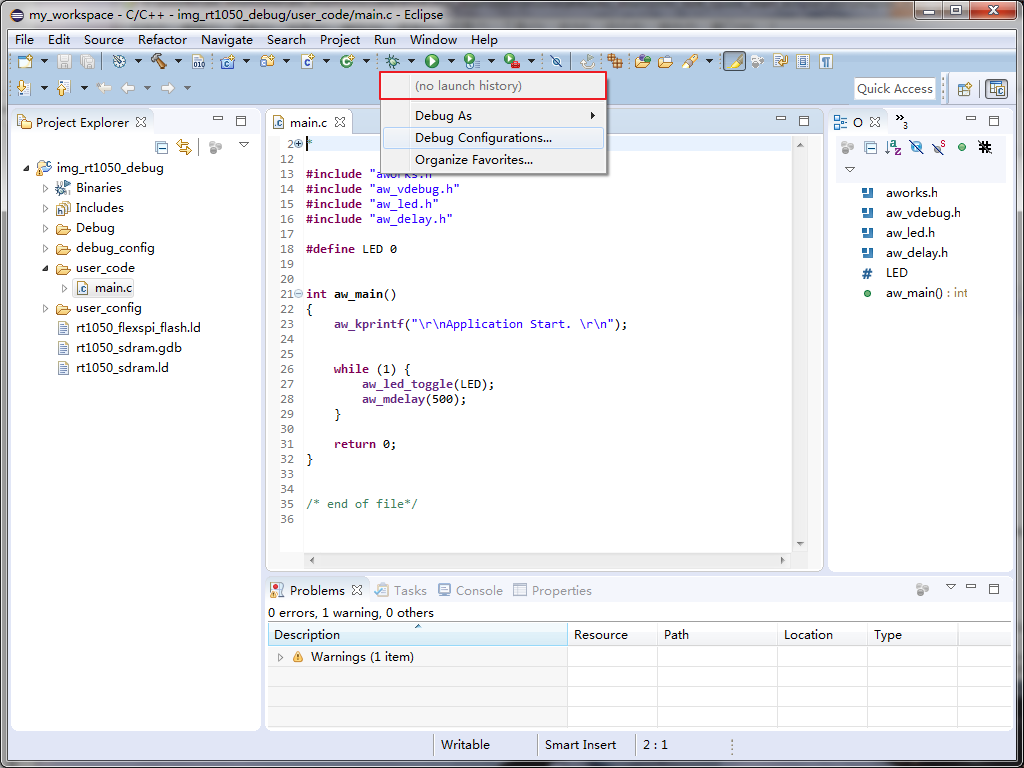 my_workspace - C/C++ - img_rt1050_debug/user_code/main.c - Eclipse
File Edit Source Refactor Navigate Search Project Run Window Help
Quick Access
(no launch history)
Debug As
Debug Configurations...
Organize Favorites...
Project Explorer
img_rt1050_debug
Binaries
Includes
Debug
debug_config
user_code
main.c
user_config
rt1050_flexspi_flash.ld
rt1050_sdram.gdb
rt1050_sdram.ld
main.c
2
12
13 #include "aworks.h"
14 #include "aw_vdebug.h"
15 #include "aw_led.h"
16 #include "aw_delay.h"
17
18 #define LED 0
19
20
21 int aw_main()
22 {
23 aw_kprintf("\r\nApplication Start. \r\n");
24
25
26 while (1) {
27 aw_led_toggle(LED);
28 aw_mdelay(500);
29 }
30
31 return 0;
32 }
33
34
35 /* end of file*/
36
O
3
aworks.h
aw_vdebug.h
aw_led.h
aw_delay.h
# LED
aw_main() : int
Problems Tasks Console Properties
0 errors, 1 warning, 0 others
Description Resource Path Location Type
Warnings (1 item)
Writable Smart Insert 2 : 1